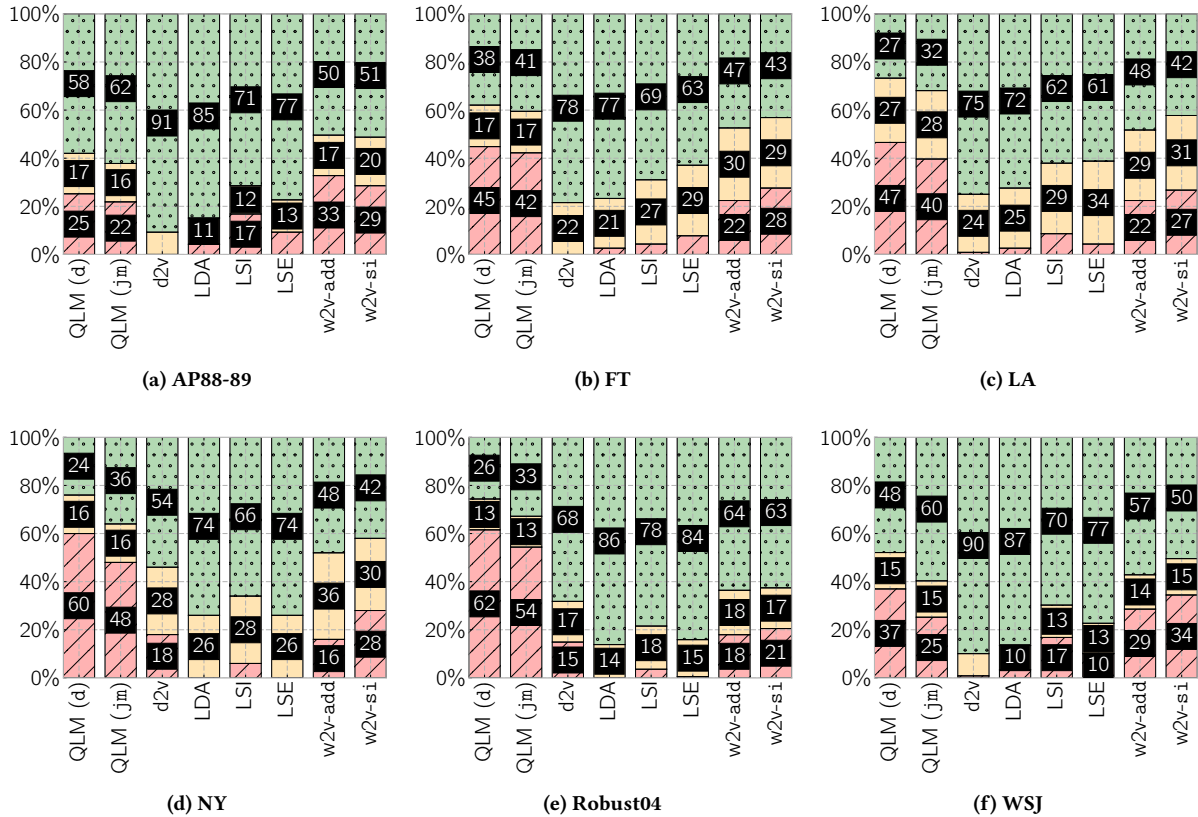 100%
80%
60%
40%
20%
0%
58 62 91 85 71 77 50 51
17 16 12 13 17 20
25 22 11 17 33 29
QLM (d) QLM (jm) d2v LDA LSI LSE w2v-add w2v-si
(a) AP88-89
100%
80%
60%
40%
20%
0%
38 41 78 77 69 63 47 43
17 17 22 21 27 29 30 29
45 42 22 28
QLM (d) QLM (jm) d2v LDA LSI LSE w2v-add w2v-si
(b) FT
100%
80%
60%
40%
20%
0%
27 32 75 72 62 61 48 42
27 28 24 25 29 34 29 31
47 40 22 27
QLM (d) QLM (jm) d2v LDA LSI LSE w2v-add w2v-si
(c) LA
100%
80%
60%
40%
20%
0%
24 36 54 74 66 74 48 42
16 16 28 26 28 26 36 30
60 48 18 16 28
QLM (d) QLM (jm) d2v LDA LSI LSE w2v-add w2v-si
(d) NY
100%
80%
60%
40%
20%
0%
26 33 68 86 78 84 64 63
13 13 17 14 18 15 18 17
62 54 15 18 21
QLM (d) QLM (jm) d2v LDA LSI LSE w2v-add w2v-si
(e) Robust04
100%
80%
60%
40%
20%
0%
48 60 90 87 70 77 57 50
15 15 13 13 14 15
37 25 10 17 10 29 34
QLM (d) QLM (jm) d2v LDA LSI LSE w2v-add w2v-si
(f) WSJ